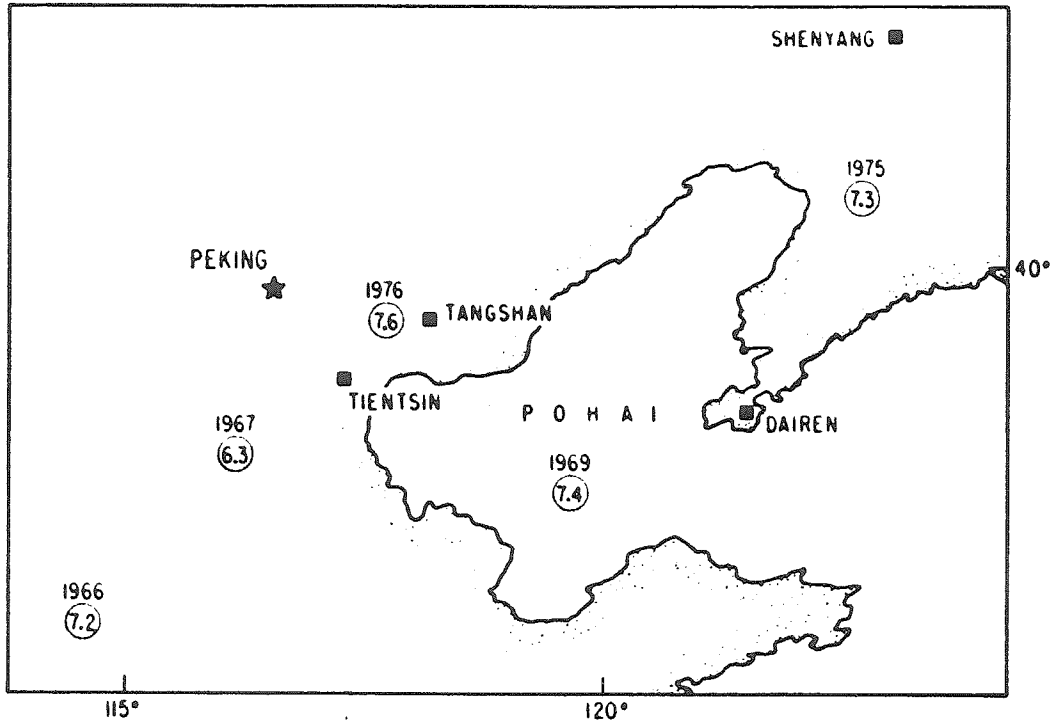 SHENYANG
1975
7.3
PEKING
40°
1976
7.6
TANGSHAN
TIENTSIN
POHAI
DAIREN
1967
6.3
1969
7.4
1966
7.2
115°
120°